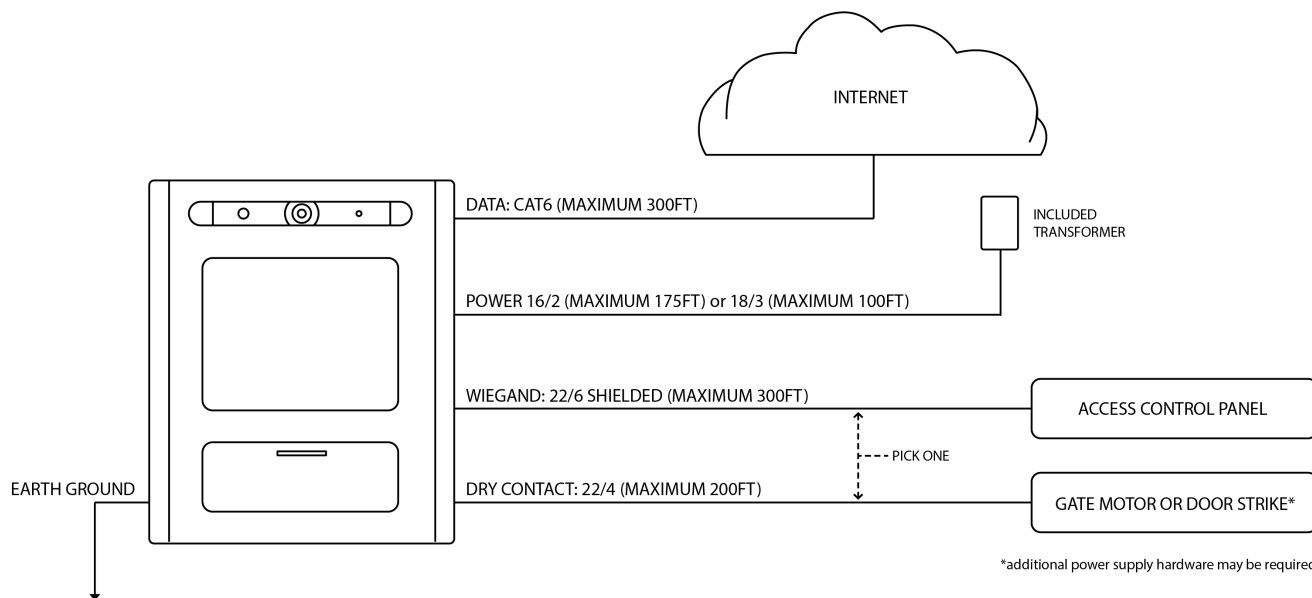 INTERNET
DATA: CAT6 (MAXIMUM 300FT)
INCLUDED
TRANSFORMER
POWER 16/2 (MAXIMUM 175FT) or 18/3 (MAXIMUM 100FT)
WIEGAND: 22/6 SHIELDED (MAXIMUM 300FT)
ACCESS CONTROL PANEL
PICK ONE
EARTH GROUND
DRY CONTACT: 22/4 (MAXIMUM 200FT)
GATE MOTOR OR DOOR STRIKE*
*additional power supply hardware may be required